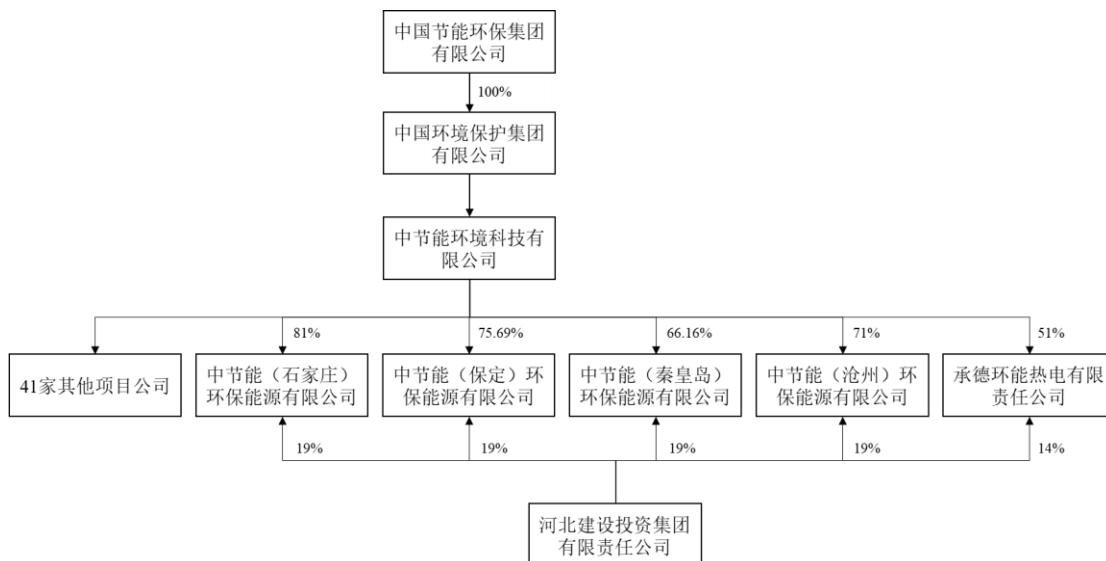 中国节能环保集团
有限公司
100%
中国环境保护集团
有限公司
中节能环境科技有
限公司
81%
75.69%
66.16%
71%
51%
41家其他项目公司
中节能（石家庄）
环保能源有限公司
中节能（保定）环
保能源有限公司
中节能（秦皇岛）
环保能源有限公司
中节能（沧州）环
保能源有限公司
承德环能热电有限
责任公司
19%
19%
19%
19%
14%
河北建设投资集团
有限责任公司